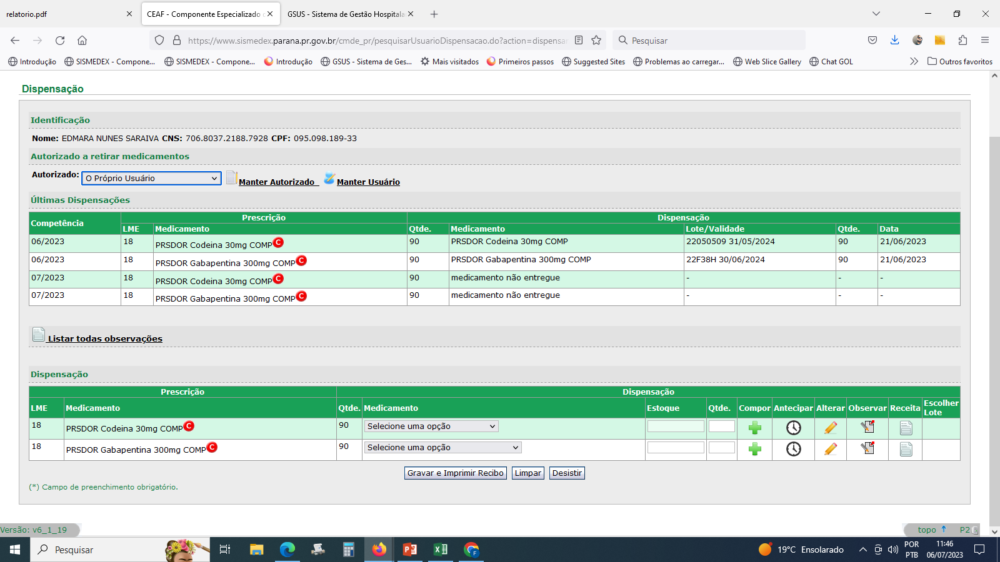 relatorio.pdf
CEAF - Componente Especializado
GSUS - Sistema de Gestão Hospitala
https://www.sismedex.parana.pr.gov.br/cmde_pr/pesquisarUsuarioDispensacao.do?action=dispensar
Pesquisar
Introdução
SISMEDEX - Compone...
SISMEDEX - Compone...
Introdução
GSUS - Sistema de Ges...
Mais visitados
Primeiros passos
Suggested Sites
Problemas ao carregar...
Web Slice Gallery
Chat GOL
Outros favoritos
Dispensação
Identificação
Nome: EDMARA NUNES SARAIVA CNS: 706.8037.2188.7928 CPF: 095.098.189-33
Autorizado a retirar medicamentos
Autorizado: O Próprio Usuário Manter Autorizado Manter Usuário
Últimas Dispensações
Competência Prescrição Dispensação
LME Medicamento Qtde. Medicamento Lote/Validade Qtde. Data
06/2023 18 PRSDOR Codeina 30mg COMP C 90 PRSDOR Codeina 30mg COMP 22050509 31/05/2024 90 21/06/2023
06/2023 18 PRSDOR Gabapentina 300mg COMP C 90 PRSDOR Gabapentina 300mg COMP 22F38H 30/06/2024 90 21/06/2023
07/2023 18 PRSDOR Codeina 30mg COMP C 90 medicamento não entregue - - -
07/2023 18 PRSDOR Gabapentina 300mg COMP C 90 medicamento não entregue - - -
Listar todas observações
Dispensação
Prescrição Dispensação
LME Medicamento Qtde. Medicamento Estoque Qtde. Compor Antecipar Alterar Observar Receita Escolher Lote
18 PRSDOR Codeina 30mg COMP C 90 Selecione uma opção
18 PRSDOR Gabapentina 300mg COMP C 90 Selecione uma opção
Gravar e Imprimir Recibo Limpar Desistir
(*) Campo de preenchimento obrigatório.
Versão: v6_1_19
topo P2
Pesquisar
19°C Ensolarado
POR
PTB
11:46
06/07/2023